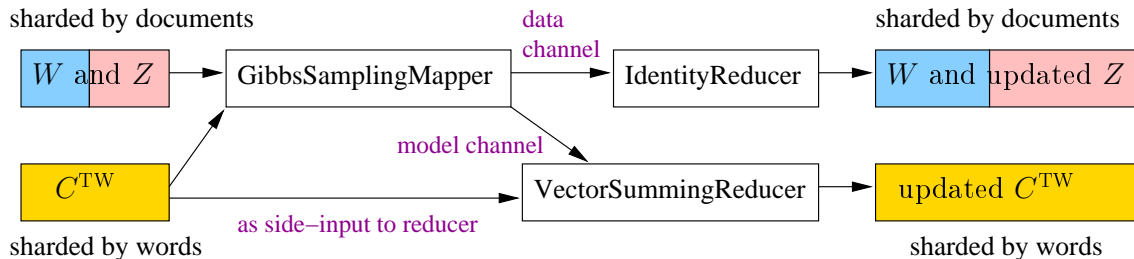 sharded by documents
data
channel
sharded by documents
W and Z
GibbsSamplingMapper
IdentityReducer
W and updated Z
model channel
C^TW
VectorSummingReducer
updated C^TW
as side−input to reducer
sharded by words
sharded by words